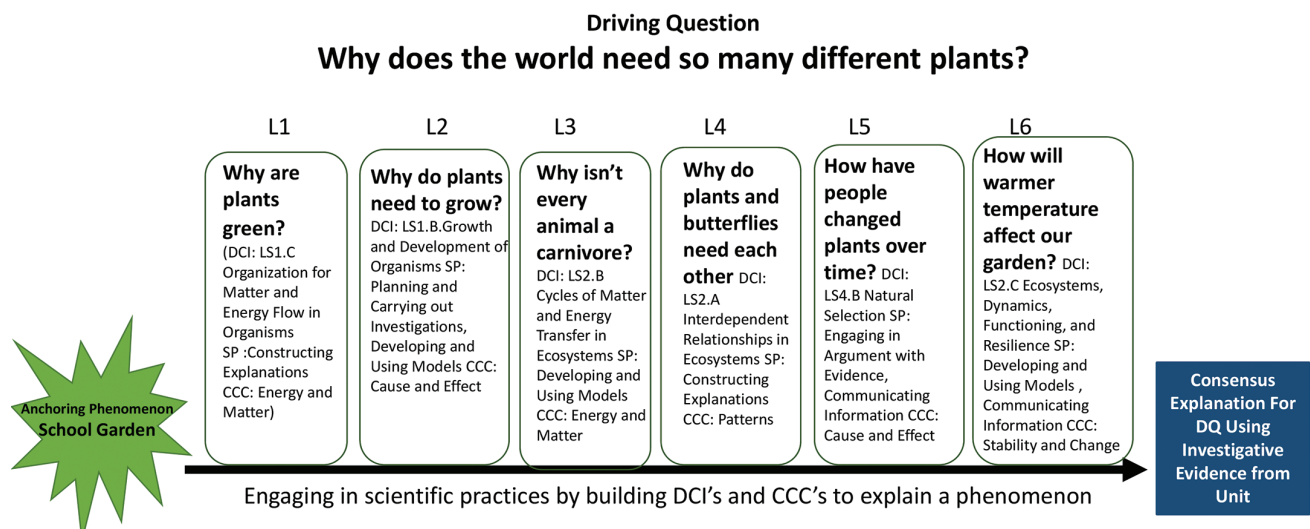 Driving Question
Why does the world need so many different plants?
L1
Why are
plants
green?
(DCI: LS1.C
Organization for
Matter and
Energy Flow in
Organisms
SP :Constructing
Explanations
CCC: Energy and
Matter)
L2
Why do plants
need to grow?
DCI: LS1.B.Growth
and Development of
Organisms SP:
Planning and
Carrying out
Investigations,
Developing and
Using Models CCC:
Cause and Effect
L3
Why isn't
every
animal a
carnivore?
DCI: LS2.B
Cycles of Matter
and Energy
Transfer in
Ecosystems SP:
Developing and
Using Models
CCC: Energy and
Matter
L4
Why do
plants and
butterflies
need each
other DCI:
LS2.A
Interdependent
Relationships in
Ecosystems SP:
Constructing
Explanations
CCC: Patterns
L5
How have
people
changed
plants over
time? DCI:
LS4.B Natural
Selection SP:
Engaging in
Argument with
Evidence,
Communicating
Information CCC:
Cause and Effect
L6
How will
warmer
temperature
affect our
garden? DCI:
LS2.C Ecosystems,
Dynamics,
Functioning, and
Resilience SP:
Developing and
Using Models ,
Communicating
Information CCC:
Stability and Change
Anchoring Phenomenon
School Garden
Consensus
Explanation For
DQ Using
Investigative
Evidence from
Unit
Engaging in scientific practices by building DCI's and CCC's to explain a phenomenon